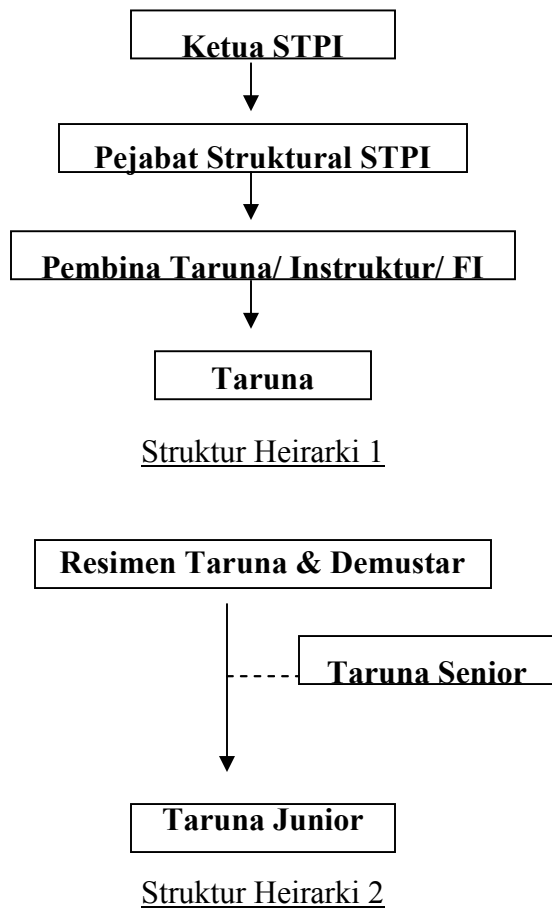 Ketua STPI
Pejabat Struktural STPI
Pembina Taruna/ Instruktur/ FI
Taruna
Struktur Heirarki 1
Resimen Taruna & Demustar
Taruna Senior
Taruna Junior
Struktur Heirarki 2